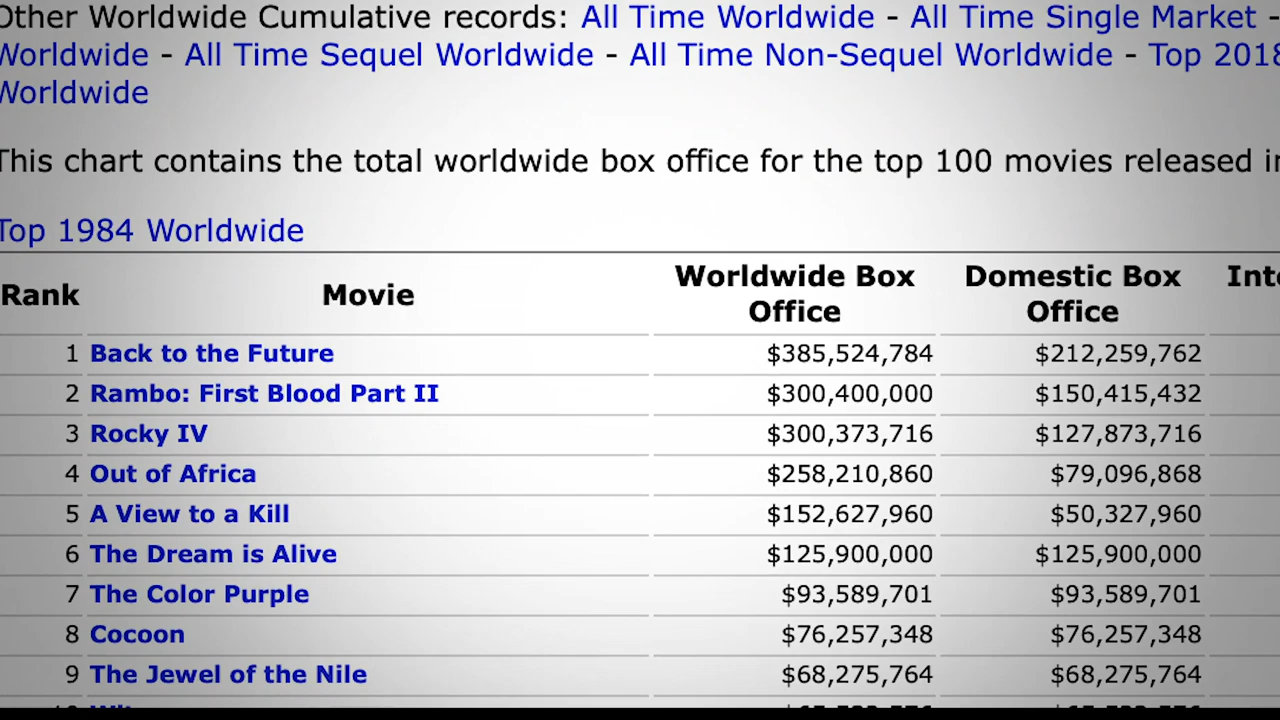 Other Worldwide Cumulative records: All Time Worldwide - All Time Single Market -
Worldwide - All Time Sequel Worldwide - All Time Non-Sequel Worldwide - Top 2018
Worldwide
This chart contains the total worldwide box office for the top 100 movies released in
Top 1984 Worldwide
Rank Movie Worldwide Box Office Domestic Box Office
1 Back to the Future $385,524,784 $212,259,762
2 Rambo: First Blood Part II $300,400,000 $150,415,432
3 Rocky IV $300,373,716 $127,873,716
4 Out of Africa $258,210,860 $79,096,868
5 A View to a Kill $152,627,960 $50,327,960
6 The Dream is Alive $125,900,000 $125,900,000
7 The Color Purple $93,589,701 $93,589,701
8 Cocoon $76,257,348 $76,257,348
9 The Jewel of the Nile $68,275,764 $68,275,764